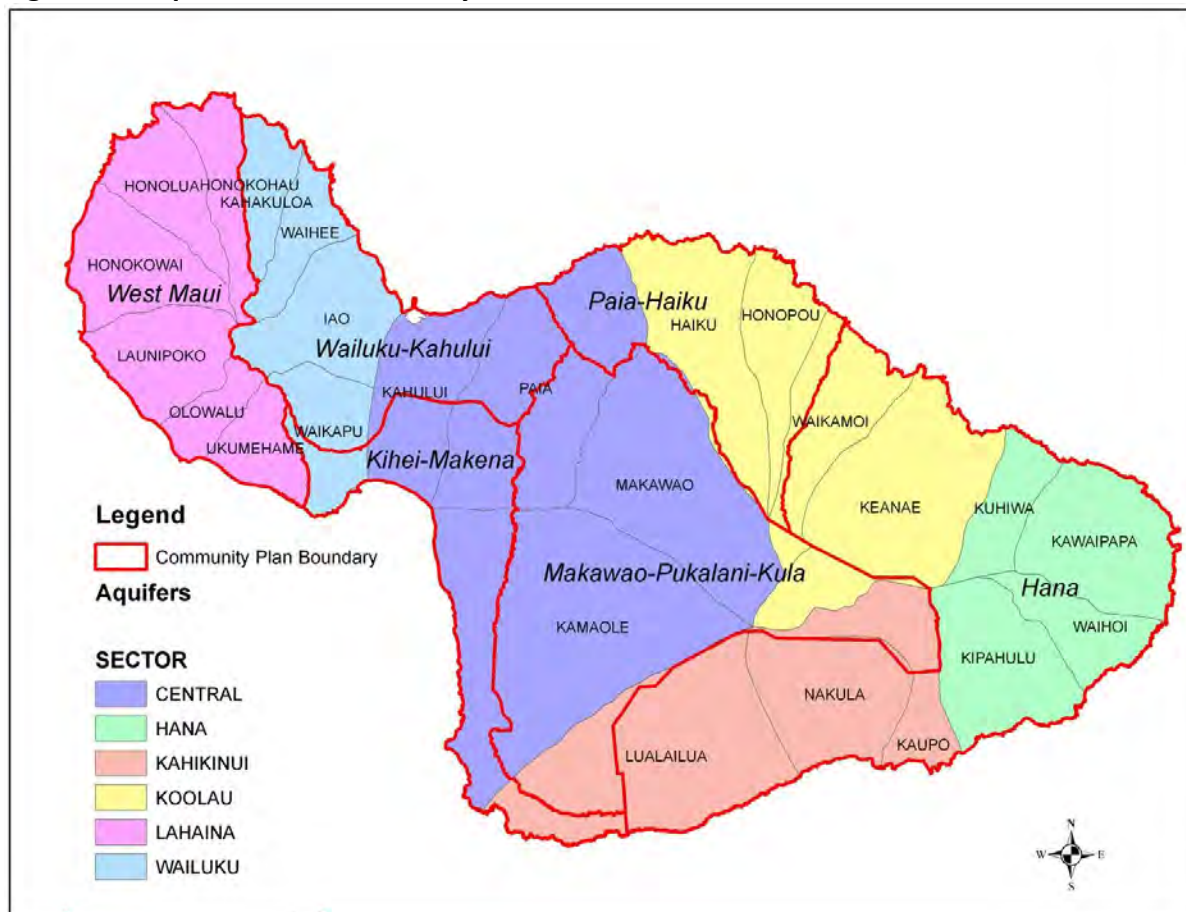 HONOLUA
HONOKOHAU
KAHAKULOA
WAIHEE
HONOKOWAI
West Maui
IAO
Wailuku-Kahului
LAUNIPOKO
OLOWALU
UKUMEHAME
WAIKAPU
KAHULUI
PAIA
Paia-Haiku
HAIKU
HONOPOU
WAIKAMOI
KEANAE
Kihei-Makena
MAKAWAO
Makawao-Pukalani-Kula
KAMAOLE
KUHIWA
KAWAIPAPA
Hana
WAIHOI
KIPAHULU
NAKULA
LUALAILUA
KAUPO
Legend
Community Plan Boundary
Aquifers
SECTOR
CENTRAL
HANA
KAHIKINUI
KOOLAU
LAHAINA
WAILUKU
N
W E
S